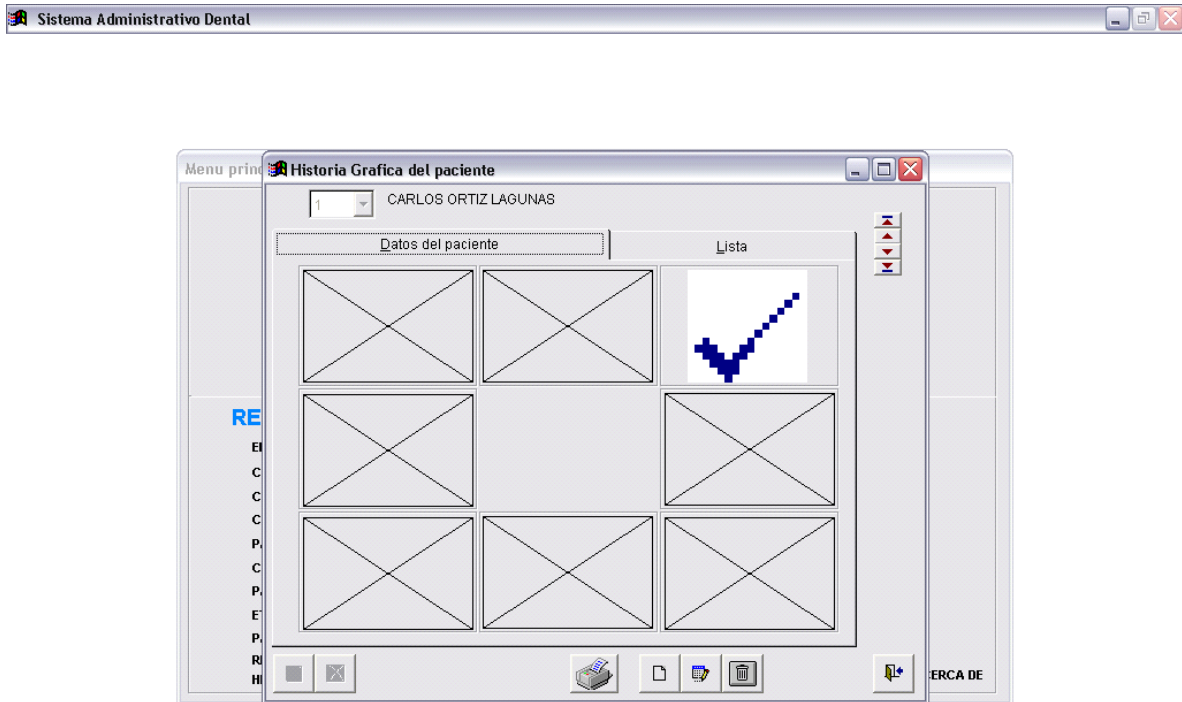 Sistema Administrativo Dental
Menu princ
Historia Grafica del paciente
1
CARLOS ORTIZ LAGUNAS
Datos del paciente
Lista
RE
C
C
C
P
C
P
P
CERCA DE